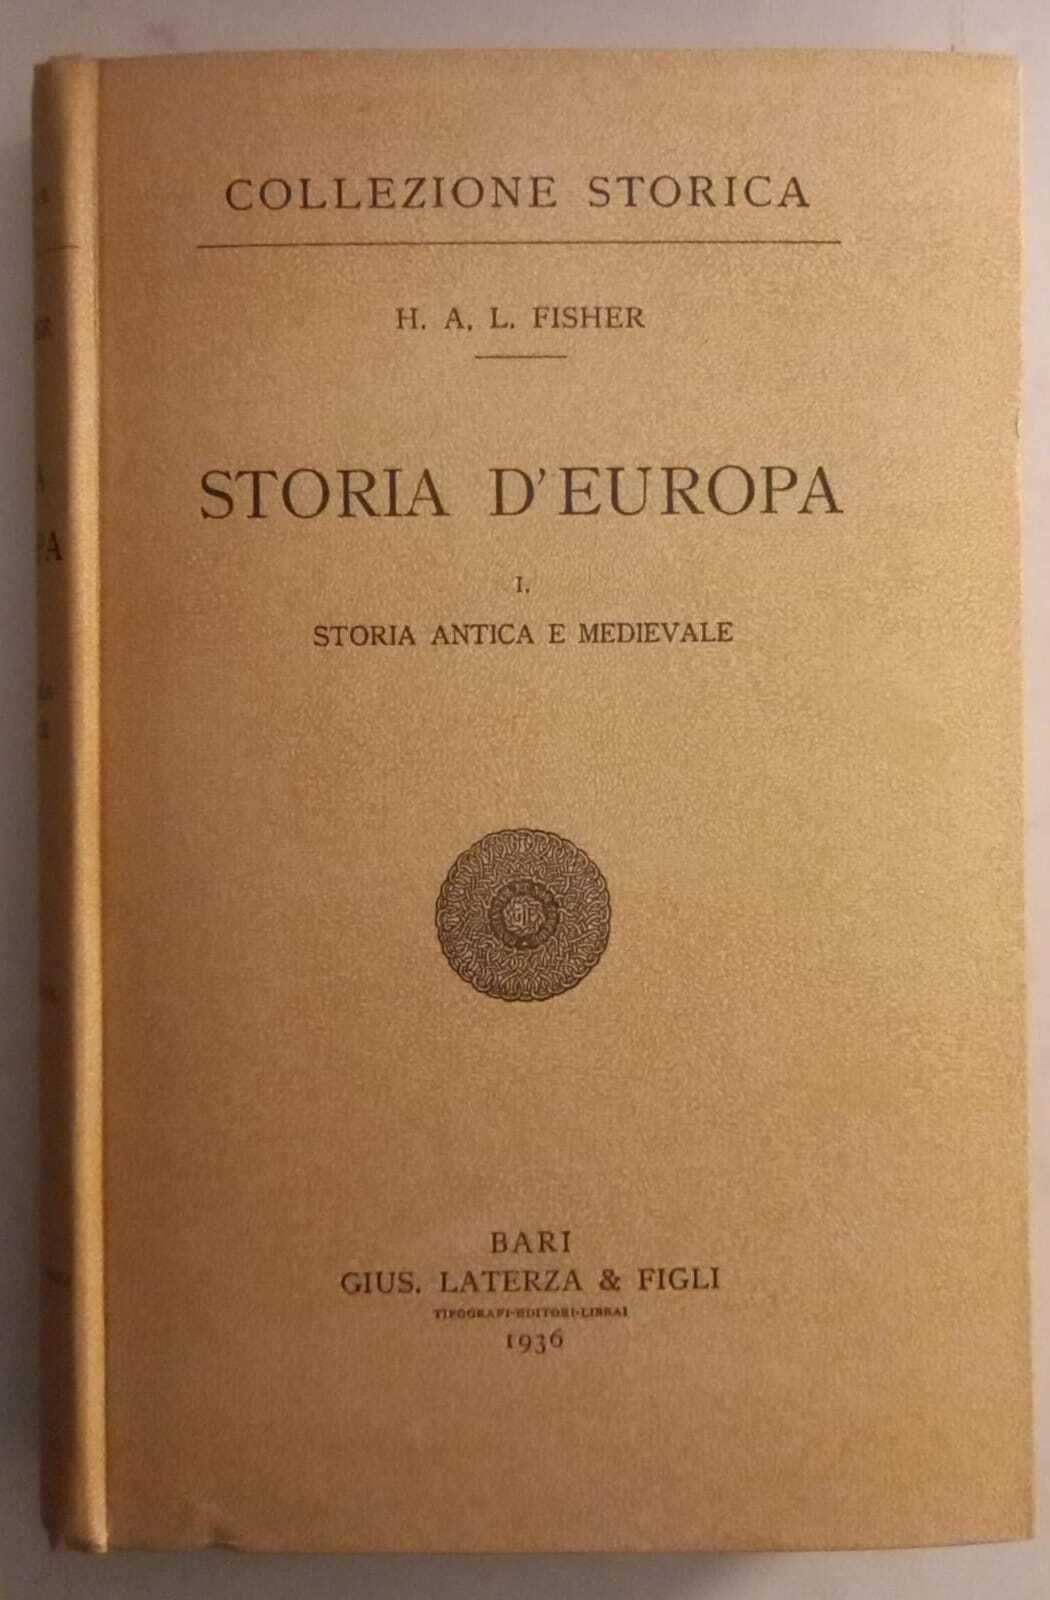 COLLEZIONE STORICA
H. A. L. FISHER
STORIA D'EUROPA
I.
STORIA ANTICA E MEDIEVALE
BARI
GIUS. LATERZA & FIGLI
TIPOGRAFI-EDITORI-LIBRAI
1936